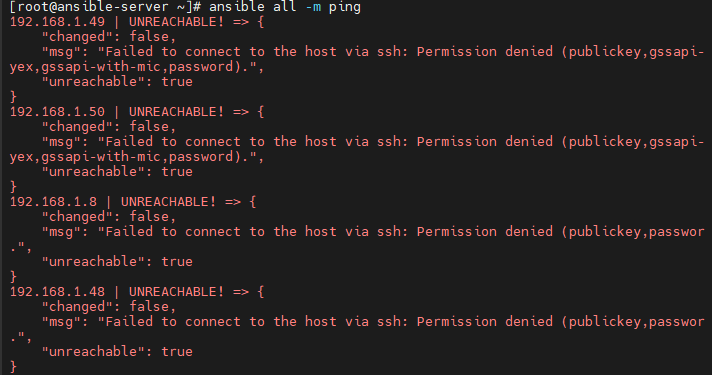 [root@ansible-server ~]# ansible all -m ping
192.168.1.49 | UNREACHABLE! => {
    "changed": false,
    "msg": "Failed to connect to the host via ssh: Permission denied (publickey,gssapi-
yex,gssapi-with-mic,password).",
    "unreachable": true
}
192.168.1.50 | UNREACHABLE! => {
    "changed": false,
    "msg": "Failed to connect to the host via ssh: Permission denied (publickey,gssapi-
yex,gssapi-with-mic,password).",
    "unreachable": true
}
192.168.1.8 | UNREACHABLE! => {
    "changed": false,
    "msg": "Failed to connect to the host via ssh: Permission denied (publickey,passwor
.",
    "unreachable": true
}
192.168.1.48 | UNREACHABLE! => {
    "changed": false,
    "msg": "Failed to connect to the host via ssh: Permission denied (publickey,passwor
.",
    "unreachable": true
}